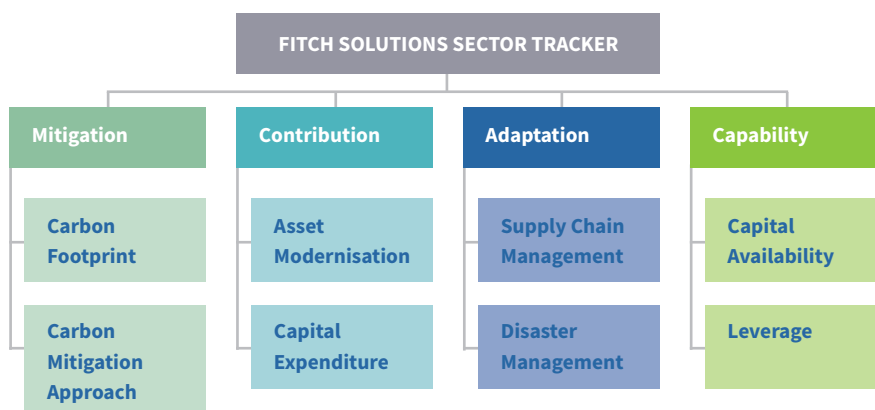 FITCH SOLUTIONS SECTOR TRACKER
Mitigation
Contribution
Adaptation
Capability
Carbon
Footprint
Asset
Modernisation
Supply Chain
Management
Capital
Availability
Carbon
Mitigation
Approach
Capital
Expenditure
Disaster
Management
Leverage